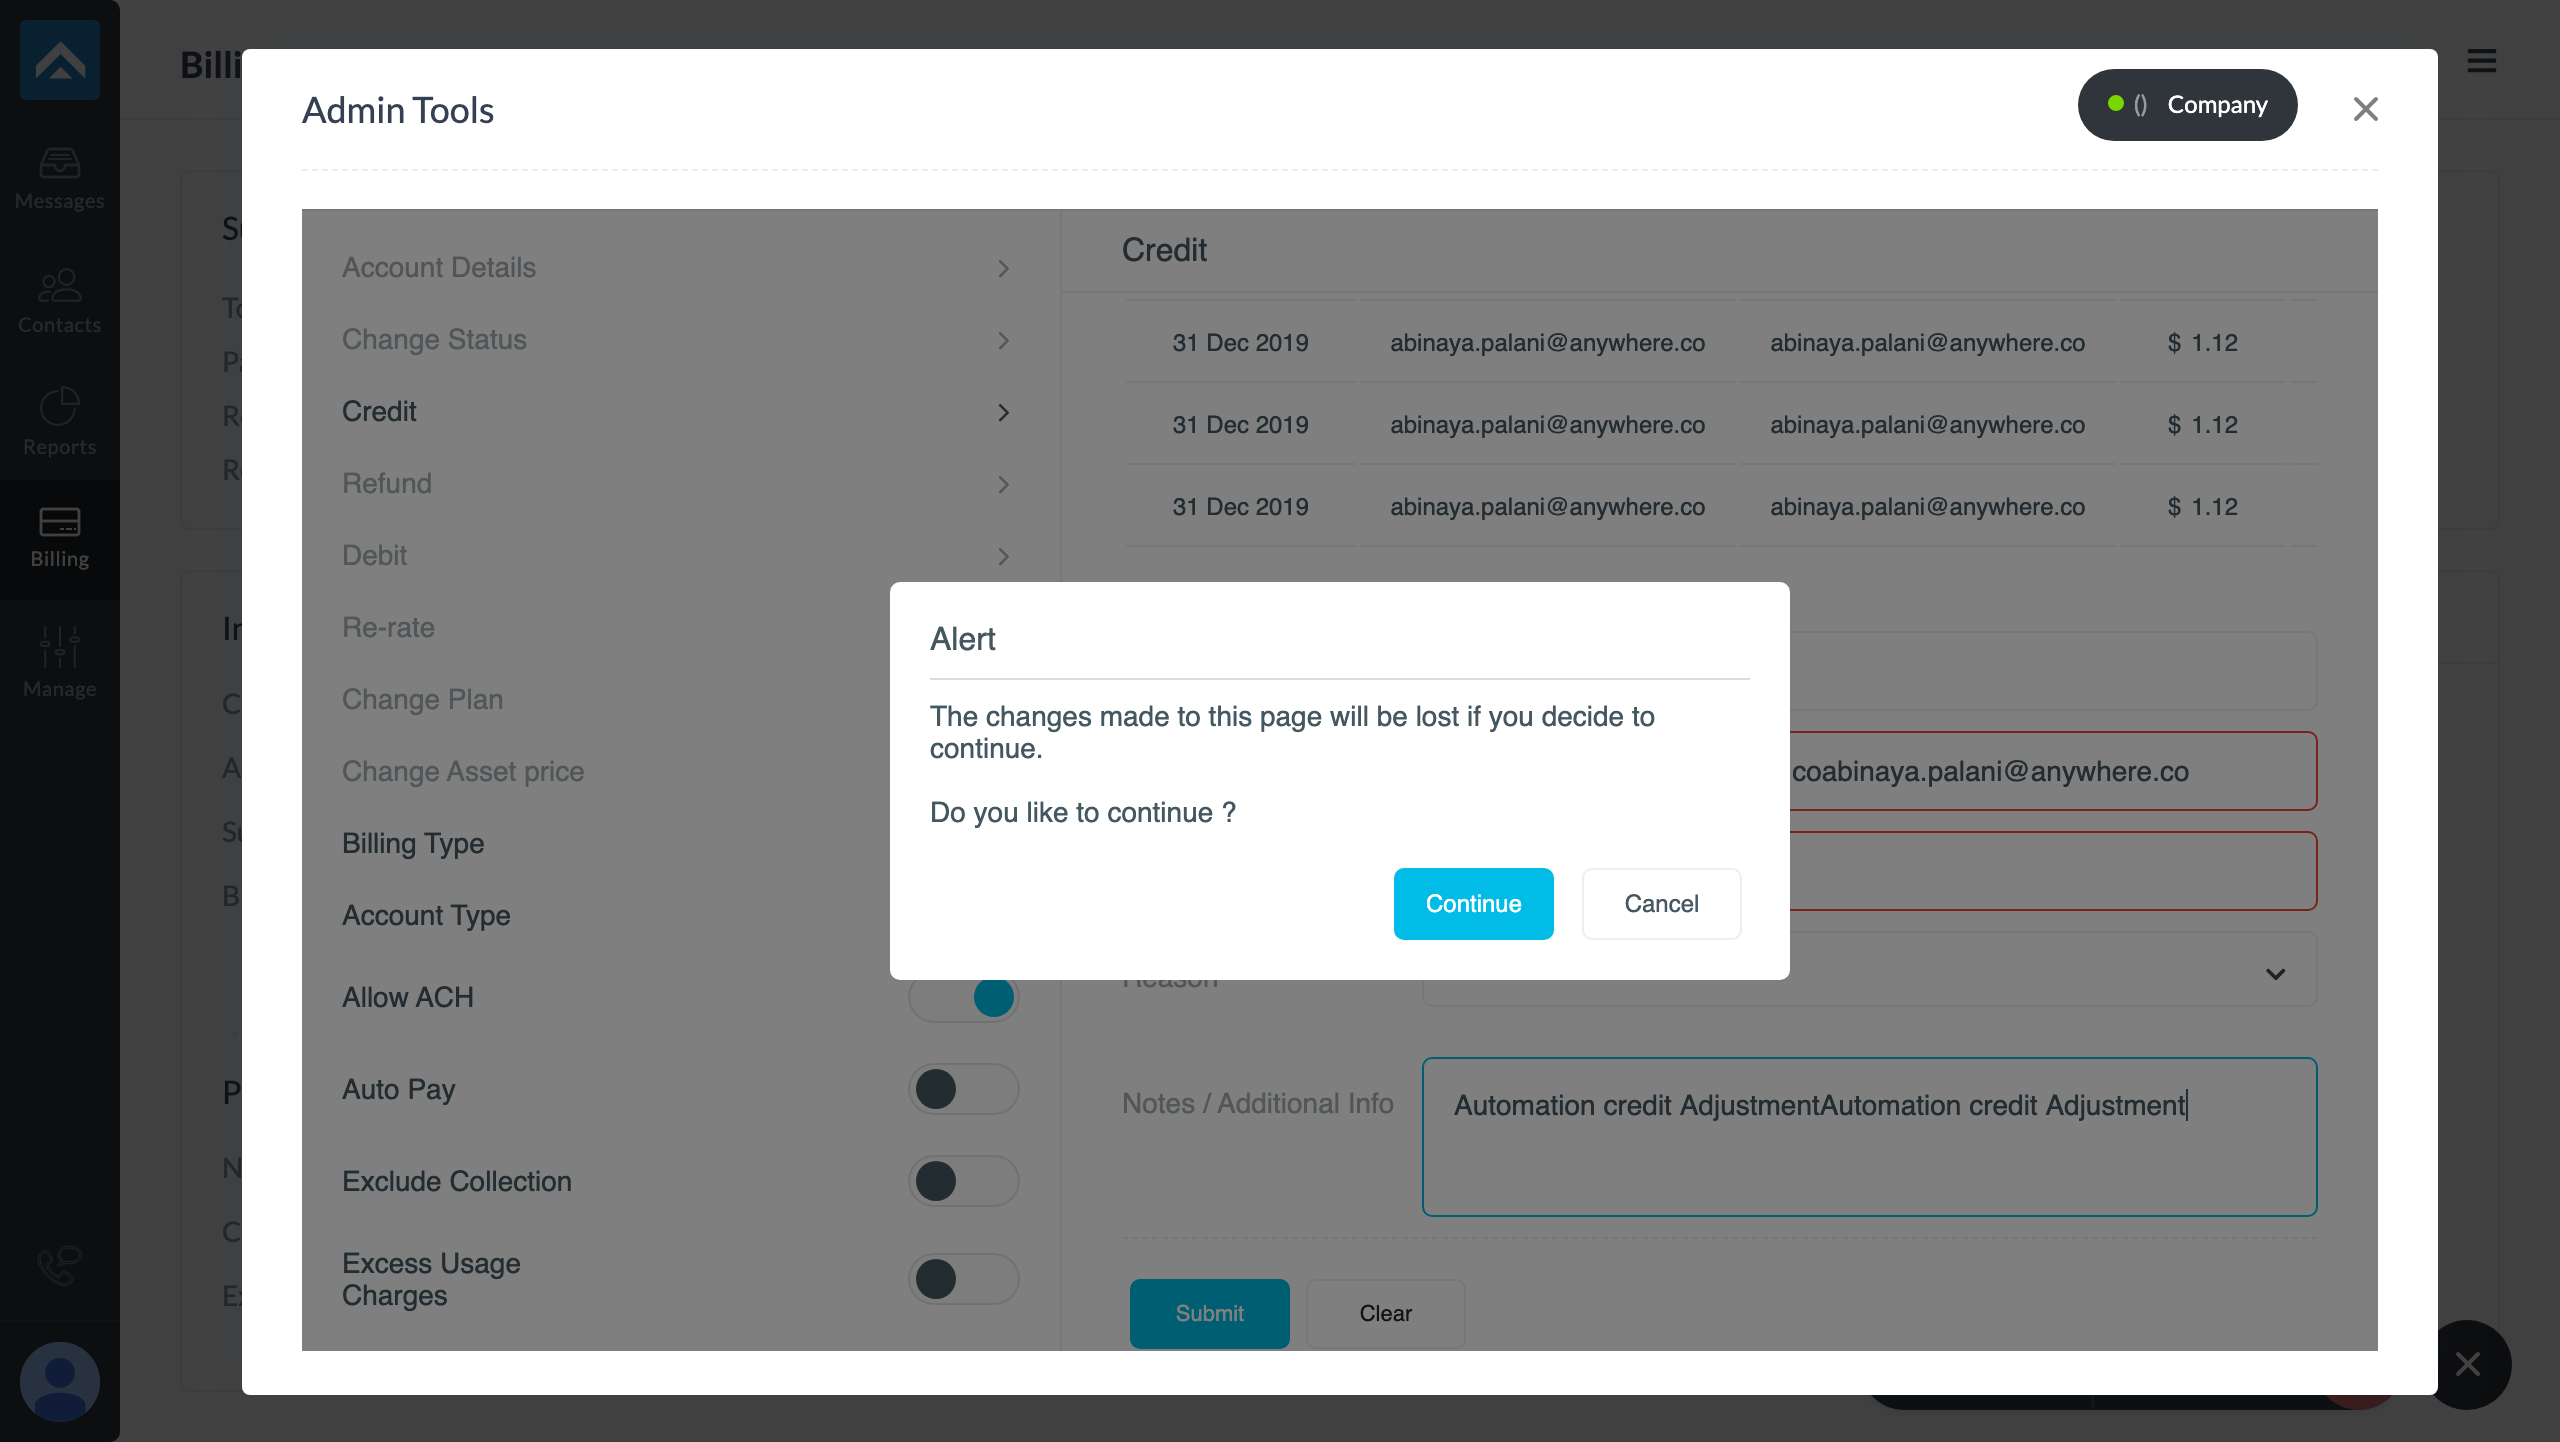 Billi
Admin Tools
() Company
Messages
Contacts
Reports
Billing
Manage
Account Details
Change Status
Credit
Refund
Debit
Re-rate
Change Plan
Change Asset price
Billing Type
Account Type
Allow ACH
Auto Pay
Exclude Collection
Excess Usage
Charges
Credit
31 Dec 2019 abinaya.palani@anywhere.co abinaya.palani@anywhere.co $ 1.12
31 Dec 2019 abinaya.palani@anywhere.co abinaya.palani@anywhere.co $ 1.12
31 Dec 2019 abinaya.palani@anywhere.co abinaya.palani@anywhere.co $ 1.12
coabinaya.palani@anywhere.co
Reason
Notes / Additional Info
Automation credit AdjustmentAutomation credit Adjustment
Submit
Clear
Alert
The changes made to this page will be lost if you decide to
continue.
Do you like to continue ?
Continue
Cancel